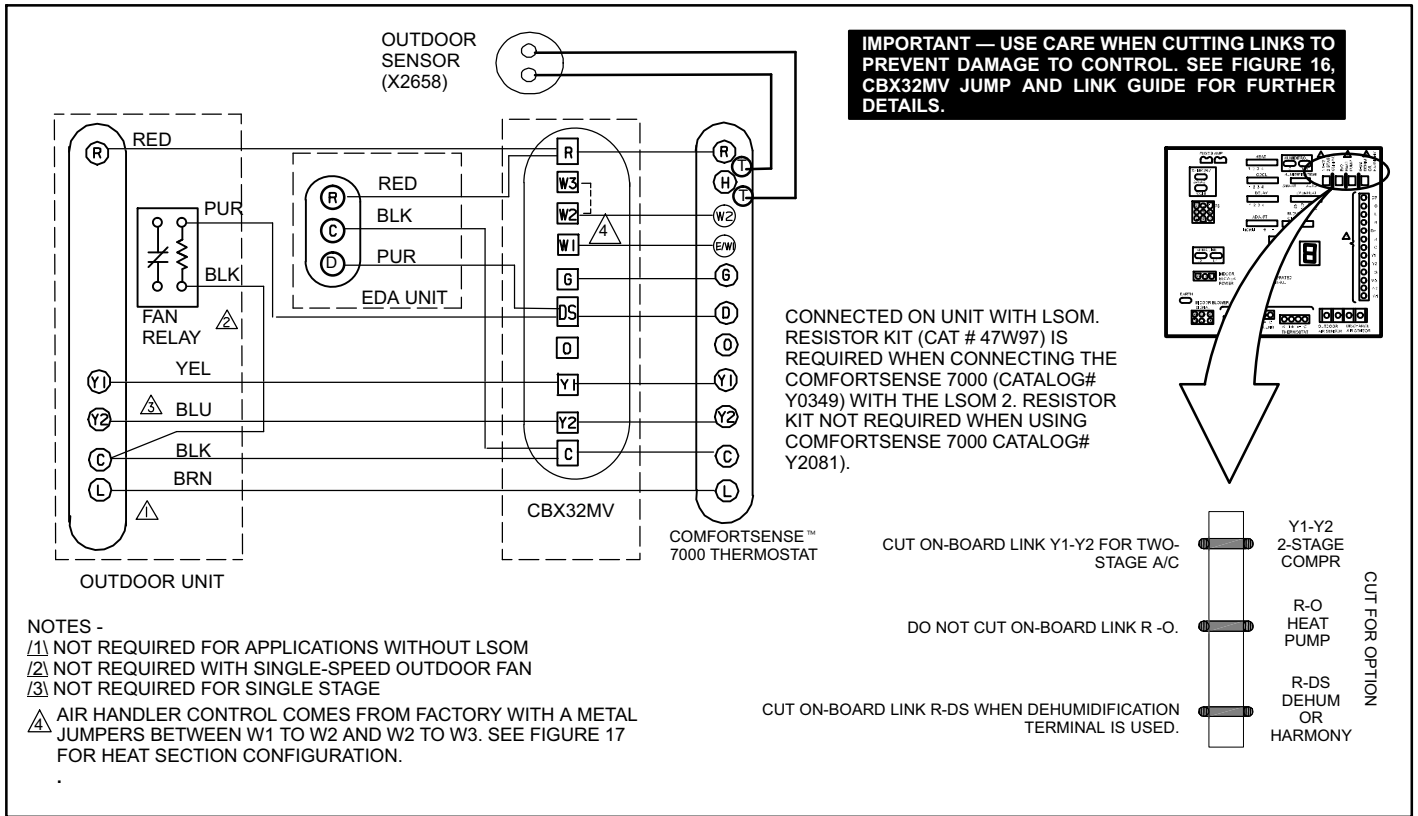 OUTDOOR
SENSOR
(X2658)
IMPORTANT — USE CARE WHEN CUTTING LINKS TO
PREVENT DAMAGE TO CONTROL. SEE FIGURE 16,
CBX32MV JUMP AND LINK GUIDE FOR FURTHER
DETAILS.
R
RED
PUR
BLK
FAN
RELAY
2
Y1
YEL
Y2
3
BLU
C
BLK
L
BRN
1
OUTDOOR UNIT
R
RED
C
BLK
D
PUR
EDA UNIT
R
W3
W2
W1
4
G
DS
O
Y1
Y2
C
CBX32MV
R
T
H
T
W2
E/W1
G
D
O
Y1
Y2
C
L
COMFORTSENSE™
7000 THERMOSTAT
CONNECTED ON UNIT WITH LSOM.
RESISTOR KIT (CAT # 47W97) IS
REQUIRED WHEN CONNECTING THE
COMFORTSENSE 7000 (CATALOG#
Y0349) WITH THE LSOM 2. RESISTOR
KIT NOT REQUIRED WHEN USING
COMFORTSENSE 7000 CATALOG#
Y2081).
CUT ON-BOARD LINK Y1-Y2 FOR TWO-
STAGE A/C
Y1-Y2
2-STAGE
COMPR
DO NOT CUT ON-BOARD LINK R -O.
R-O
HEAT
PUMP
CUT ON-BOARD LINK R-DS WHEN DEHUMIDIFICATION
TERMINAL IS USED.
R-DS
DEHUM
OR
HARMONY
CUT FOR OPTION
NOTES -
/1\ NOT REQUIRED FOR APPLICATIONS WITHOUT LSOM
/2\ NOT REQUIRED WITH SINGLE-SPEED OUTDOOR FAN
/3\ NOT REQUIRED FOR SINGLE STAGE
4 AIR HANDLER CONTROL COMES FROM FACTORY WITH A METAL
JUMPERS BETWEEN W1 TO W2 AND W2 TO W3. SEE FIGURE 17
FOR HEAT SECTION CONFIGURATION.
.